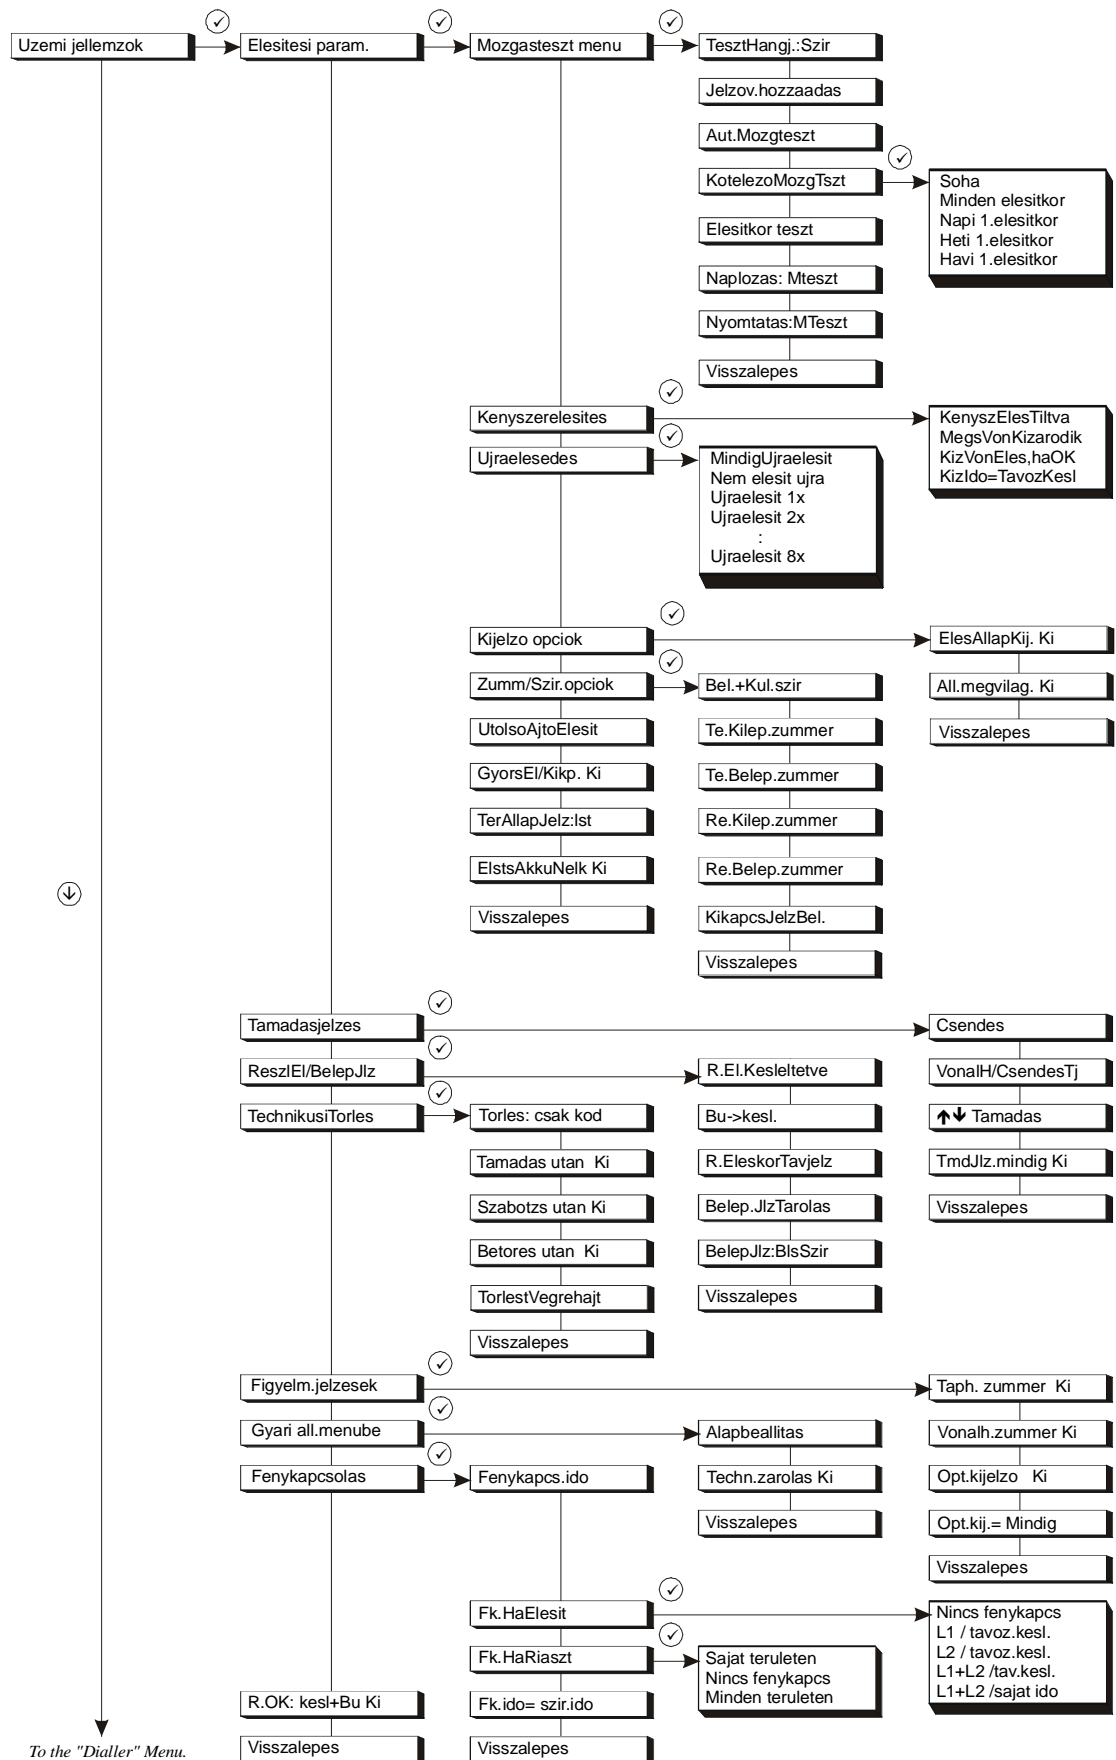 Uzemi jellemzok
Elesitesi param.
Mozgasteszt menu
TesztHangj.:Szir
Jelzov.hozzaadas
Aut.Mozgteszt
KotelezoMozgTszt
Soha
Minden elesitkor
Napi 1.elesitkor
Heti 1.elesitkor
Havi 1.elesitkor
Elesitkor teszt
Naplozas: Mteszt
Nyomtatas:MTeszt
Visszalepes
Kenyszerelesites
KenyszElesTiltva
MegsVonKizarodik
KizVonEles,haOK
KizIdo=TavozKesl
Ujraelesedes
MindigUjraelesit
Nem elesit ujra
Ujraelesit 1x
Ujraelesit 2x
:
Ujraelesit 8x
Kijelzo opciok
ElesAllapKij. Ki
All.megvilag. Ki
Visszalepes
Zumm/Szir.opciok
Bel.+Kul.szir
Te.Kilep.zummer
Te.Belep.zummer
Re.Kilep.zummer
Re.Belep.zummer
KikapcsJelzBel.
Visszalepes
UtolsoAjtoElesit
GyorsEl/Kikp. Ki
TerAllapJelz:Ist
ElstsAkkuNelk Ki
Visszalepes
Tamadasjelzes
Csendes
VonalH/CsendesTj
↑↓ Tamadas
TmdJlz.mindig Ki
Visszalepes
ReszlEl/BelepJlz
R.El.Kesleltetve
Bu->kesl.
R.EleskorTavjelz
Belep.JlzTarolas
BelepJlz:BlsSzir
Visszalepes
TechnikusiTorles
Torles: csak kod
Tamadas utan Ki
Szabotzs utan Ki
Betores utan Ki
TorlestVegrehajt
Visszalepes
Figyelm.jelzesek
Taph. zummer Ki
Vonalh.zummer Ki
Opt.kijelzo Ki
Opt.kij.= Mindig
Visszalepes
Gyari all.menube
Alapbeallitas
Techn.zarolas Ki
Visszalepes
Fenykapcsolas
Fenykapcs.ido
Fk.HaElesit
Nincs fenykapcs
L1 / tavoz.kesl.
L2 / tavoz.kesl.
L1+L2 /tav.kesl.
L1+L2 /sajat ido
Fk.HaRiaszt
Sajat teruleten
Nincs fenykapcs
Minden teruleten
Fk.ido= szir.ido
Visszalepes
R.OK: kesl+Bu Ki
Visszalepes
To the "Dialler" Menu.